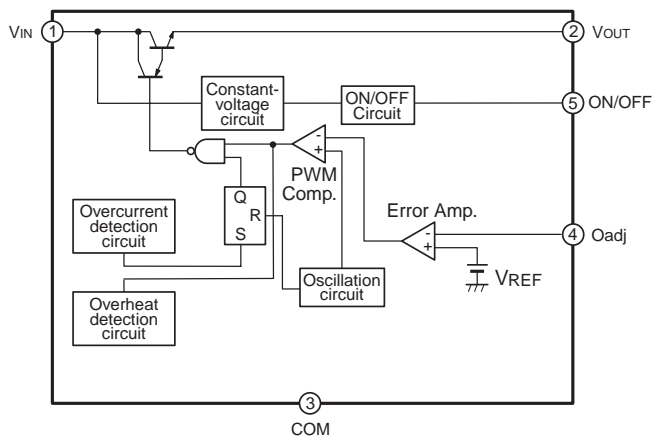 VIN 1
2 VOUT
Constant-
voltage
circuit
ON/OFF
Circuit
5 ON/OFF
-
+
PWM
Comp.
Q
R
S
Overcurrent
detection
circuit
Error Amp.
-
+
4 Oadj
VREF
Oscillation
circuit
Overheat
detection
circuit
3
COM